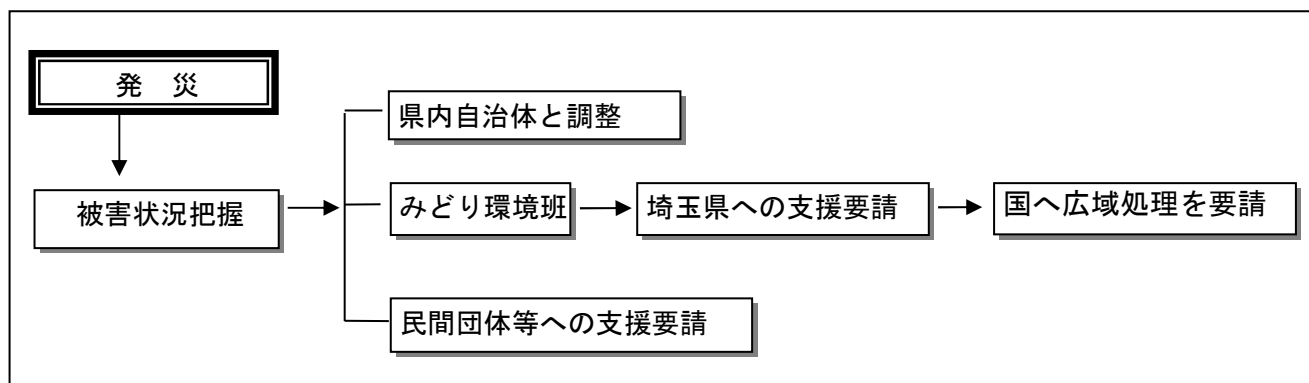 発　災
被害状況把握
県内自治体と調整
みどり環境班
埼玉県への支援要請
国へ広域処理を要請
民間団体等への支援要請